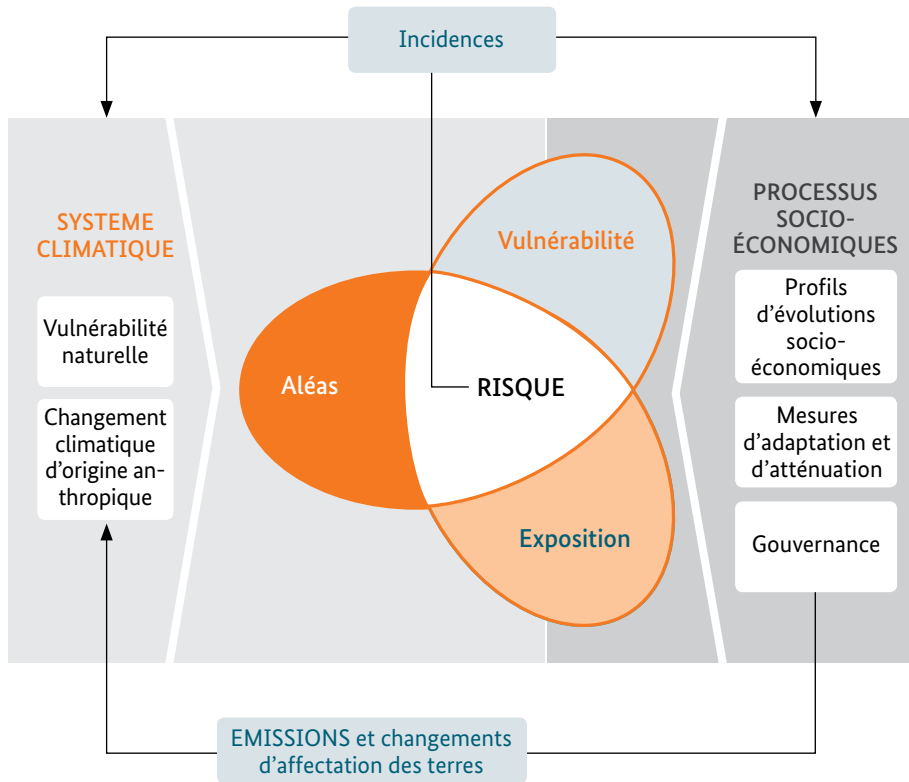 Incidences
SYSTEME
CLIMATIQUE
Vulnérabilité
naturelle
Changement
climatique
d'origine an-
thropique
Aléas
Vulnérabilité
RISQUE
Exposition
PROCESSUS
SOCIO-
ÉCONOMIQUES
Profils
d'évolutions
socio-
économiques
Mesures
d'adaptation et
d'atténuation
Gouvernance
EMISSIONS et changements
d'affectation des terres